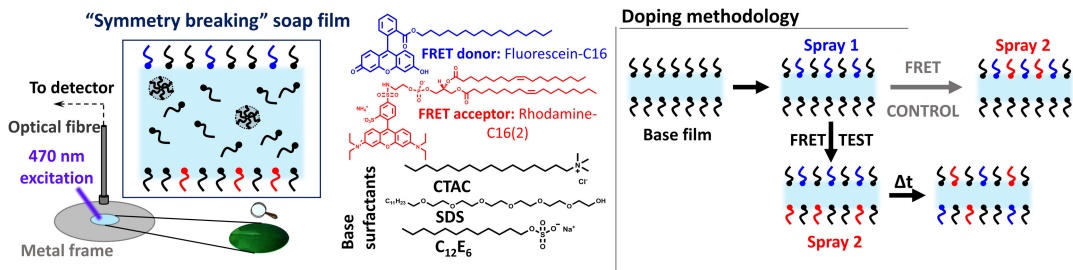 “Symmetry breaking” soap film
To detector
Optical fibre
470 nm
excitation
Metal frame
O
O
O
O
OH
FRET donor: Fluorescein-C16
NH
O
O
P
O
O⁻
O
H
O
O
O
O
S
O
NH₄⁺
SO₃⁻
FRET acceptor: Rhodamine-
C16(2)
N
O
N
Base
surfactants
N
+
Cl⁻
CTAC
C₁₁H₂₃
O
O
O
O
O
O
OH
SDS
O
O
S
O
O⁻
Na⁺
C₁₂E₆
Doping methodology
Base film
Spray 1
FRET
CONTROL
Spray 2
FRET
TEST
Spray 2
Δt